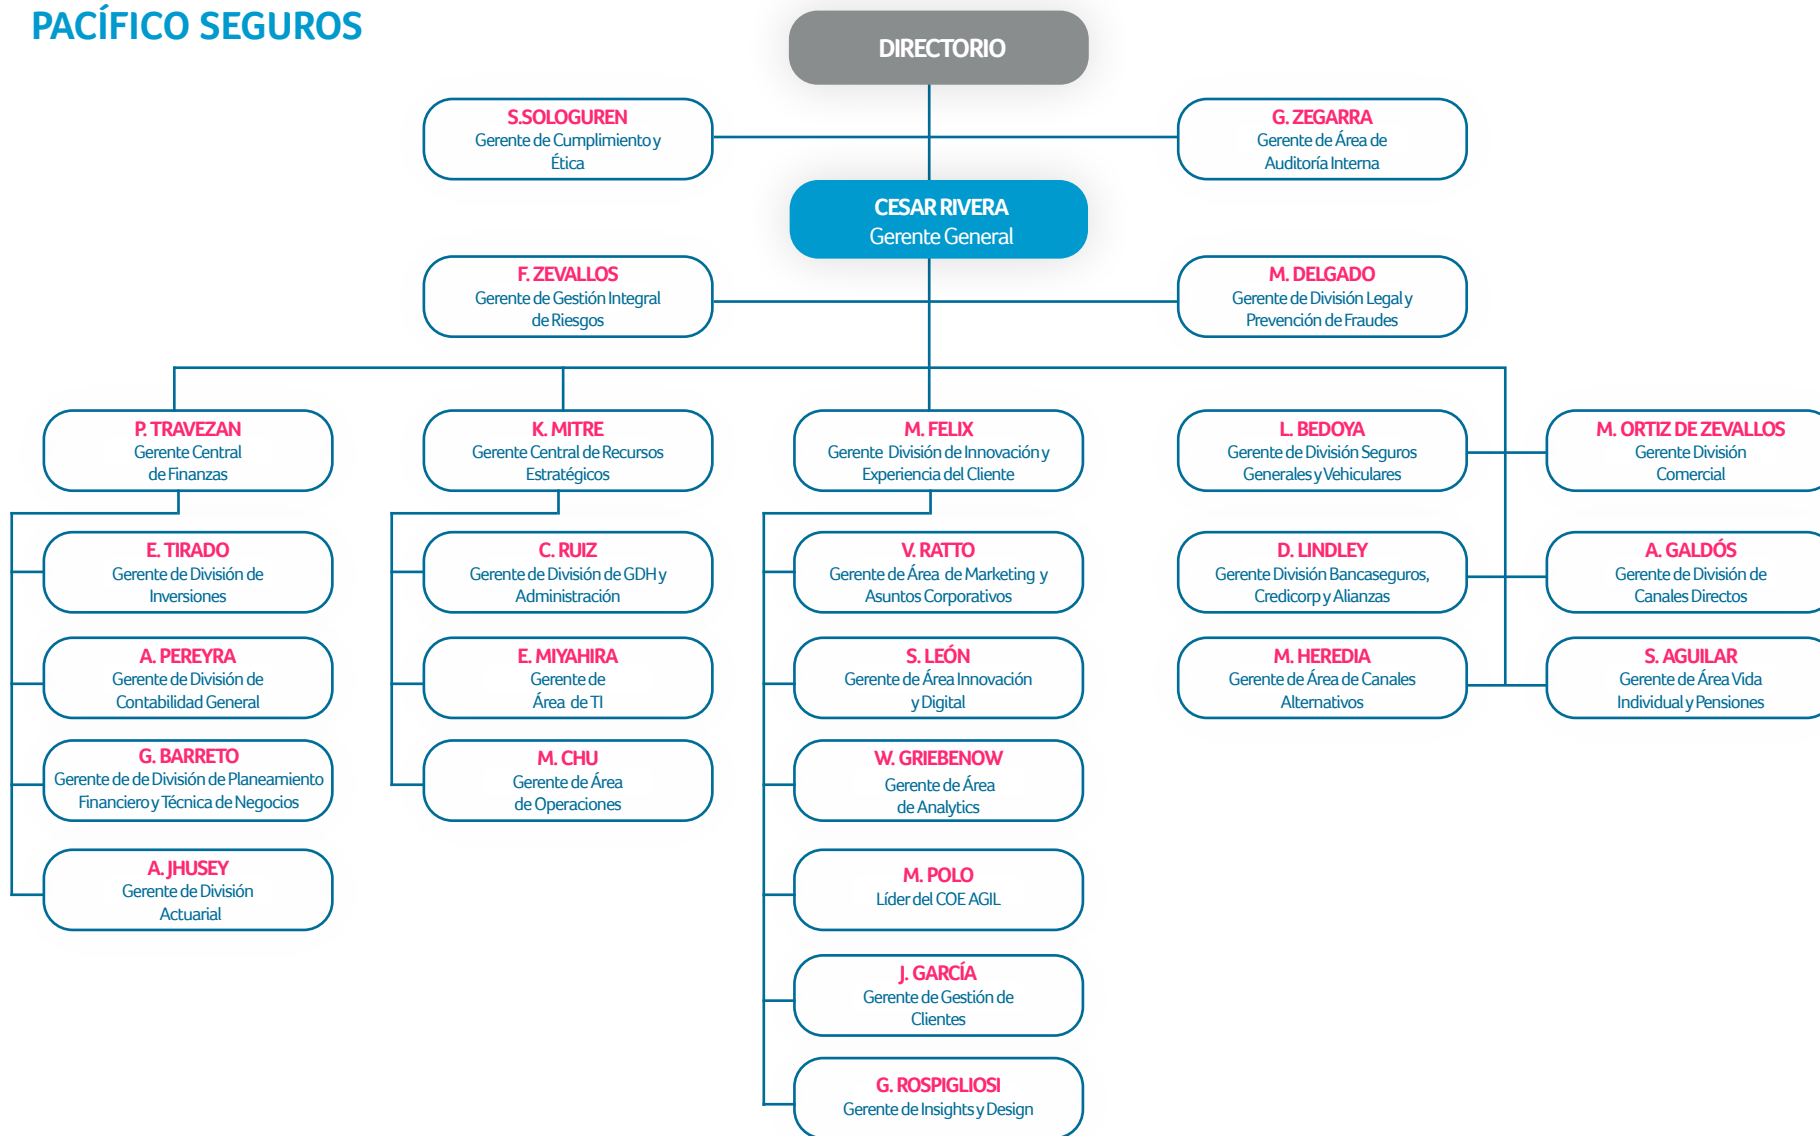 PACÍFICO SEGUROS
DIRECTORIO
S.SOLOGUREN
Gerente de Cumplimiento y
Ética
G. ZEGARRA
Gerente de Área de
Auditoría Interna
CESAR RIVERA
Gerente General
F. ZEVALLOS
Gerente de Gestión Integral
de Riesgos
M. DELGADO
Gerente de División Legal y
Prevención de Fraudes
P. TRAVEZAN
Gerente Central
de Finanzas
K. MITRE
Gerente Central de Recursos
Estratégicos
M. FELIX
Gerente División de Innovación y
Experiencia del Cliente
L. BEDOYA
Gerente de División Seguros
Generales y Vehiculares
M. ORTIZ DE ZEVALLOS
Gerente División
Comercial
E. TIRADO
Gerente de División de
Inversiones
C. RUIZ
Gerente de División de GDH y
Administración
V. RATTO
Gerente de Área de Marketing y
Asuntos Corporativos
D. LINDLEY
Gerente División Bancaseguros,
Credicorp y Alianzas
A. GALDÓS
Gerente de División de
Canales Directos
A. PEREYRA
Gerente de División de
Contabilidad General
E. MIYAHIRA
Gerente de
Área de TI
S. LEÓN
Gerente de Área Innovación
y Digital
M. HEREDIA
Gerente de Área de Canales
Alternativos
S. AGUILAR
Gerente de Área Vida
Individual y Pensiones
G. BARRETO
Gerente de de División de Planeamiento
Financiero y Técnica de Negocios
M. CHU
Gerente de Área
de Operaciones
W. GRIEBENOW
Gerente de Área
de Analytics
A. JHUSEY
Gerente de División
Actuarial
M. POLO
Líder del COE AGIL
J. GARCÍA
Gerente de Gestión de
Clientes
G. ROSPIGLIOSI
Gerente de Insights y Design